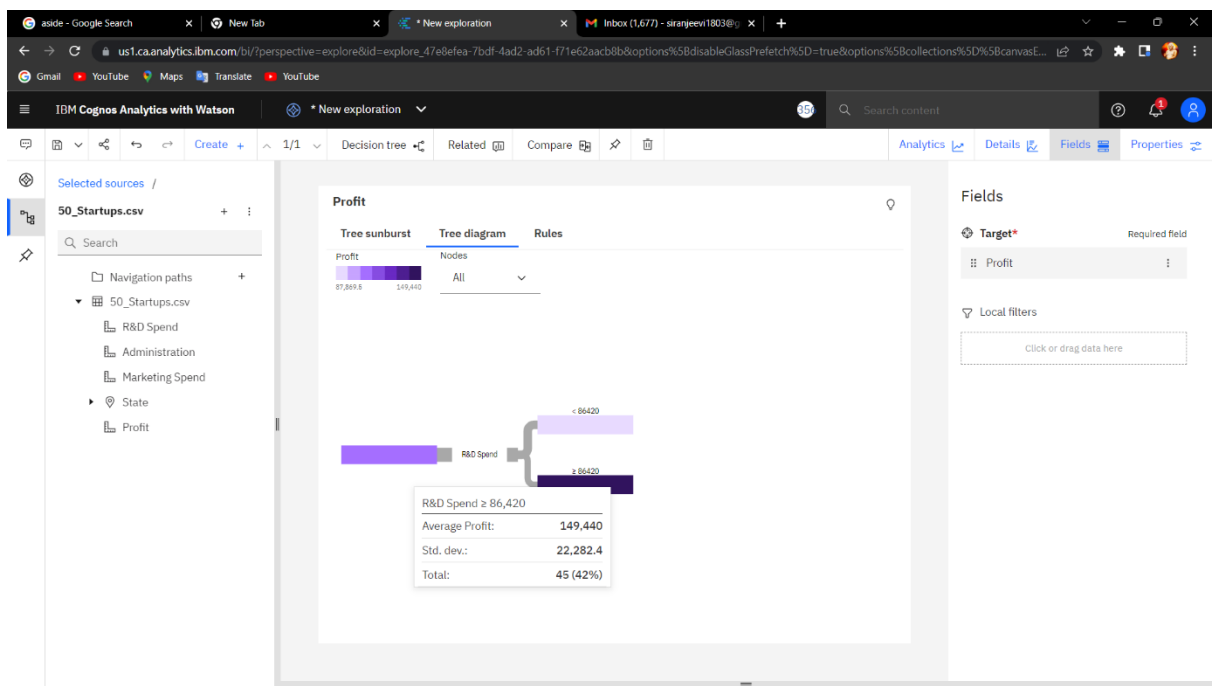 aside - Google Search
New Tab
* New exploration
Inbox (1,677) - siranjeevi1803@g
us1.ca.analytics.ibm.com/bi/?perspective=explore&id=explore_47e8efea-7bdf-4ad2-ad61-f71e62aacb8b&options%5BdisableGlassPrefetch%5D=true&options%5Bcollections%5D%5BcanvasE...
Gmail YouTube Maps Translate YouTube
IBM Cognos Analytics with Watson
* New exploration
Search content
1
Create +
1/1
Decision tree
Related
Compare
Analytics
Details
Fields
Properties
Selected sources /
50_Startups.csv
Search
Navigation paths
50_Startups.csv
R&D Spend
Administration
Marketing Spend
State
Profit
Profit
Tree sunburst Tree diagram Rules
Profit
87,869.6 149,440
Nodes
All
R&D Spend
< 86420
≥ 86420
R&D Spend ≥ 86,420
Average Profit: 149,440
Std. dev.: 22,282.4
Total: 45 (42%)
Fields
Target* Required field
Profit
Local filters
Click or drag data here